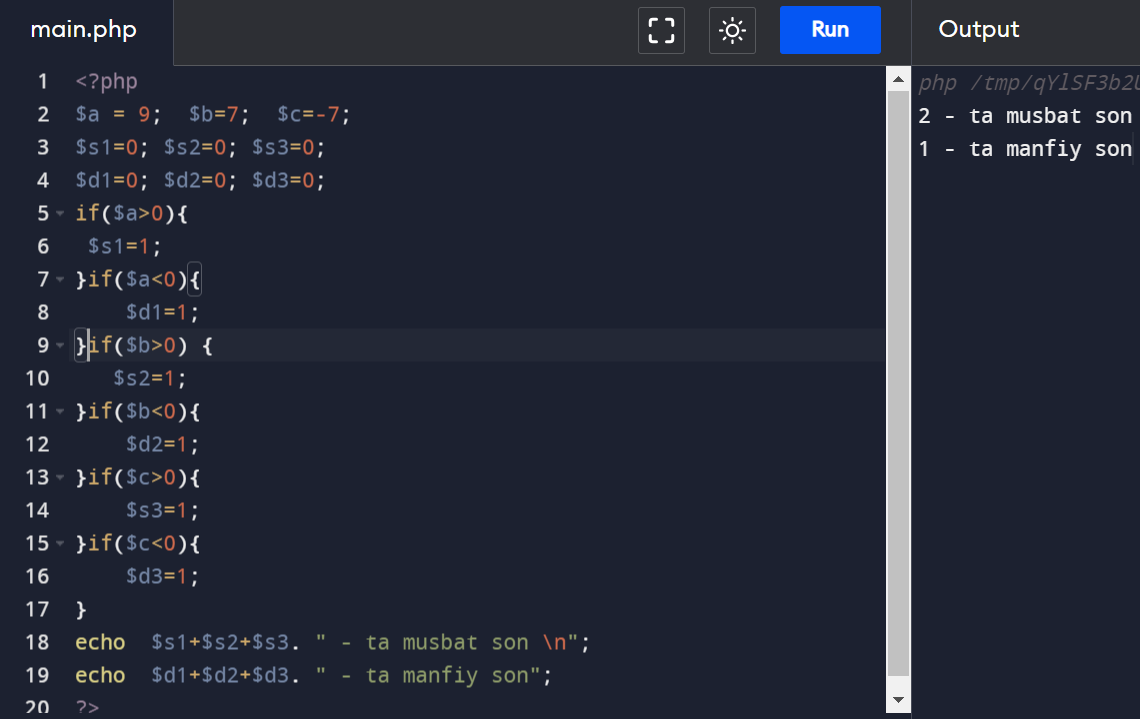 main.php
Run
Output
1 <?php
2 $a = 9;  $b=7;  $c=-7;
3 $s1=0; $s2=0; $s3=0;
4 $d1=0; $d2=0; $d3=0;
5 if($a>0){
6  $s1=1;
7 }if($a<0){
8     $d1=1;
9 }if($b>0) {
10    $s2=1;
11 }if($b<0){
12     $d2=1;
13 }if($c>0){
14     $s3=1;
15 }if($c<0){
16     $d3=1;
17 }
18 echo  $s1+$s2+$s3. " - ta musbat son \n";
19 echo  $d1+$d2+$d3. " - ta manfiy son";
20 ?>
php /tmp/qYlSF3b2
2 - ta musbat son
1 - ta manfiy son